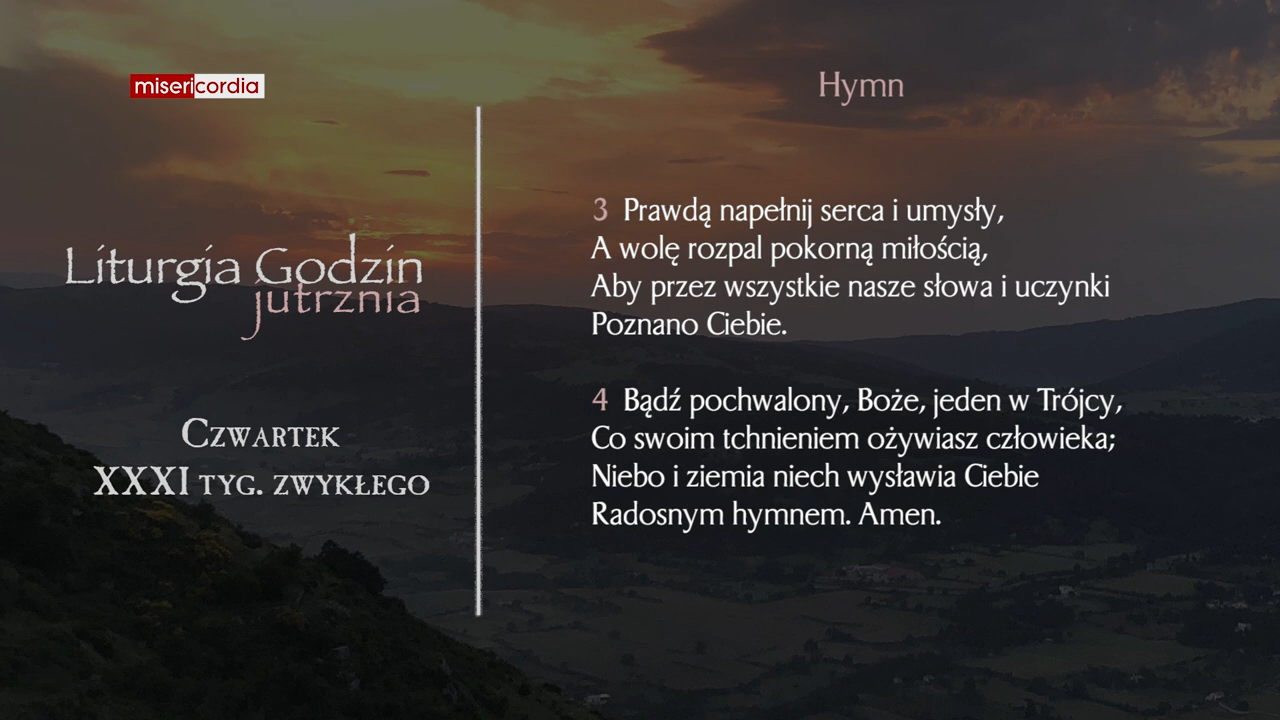 misericordia
Liturgia Godzin
jutrznia
Czwartek
XXXI tyg. zwykłego
Hymn
3 Prawdą napełnij serca i umysły,
A wolę rozpal pokorną miłością,
Aby przez wszystkie nasze słowa i uczynki
Poznano Ciebie.
4 Bądź pochwalony, Boże, jeden w Trójcy,
Co swoim tchnieniem ożywiasz człowieka;
Niebo i ziemia niech wysławia Ciebie
Radosnym hymnem. Amen.